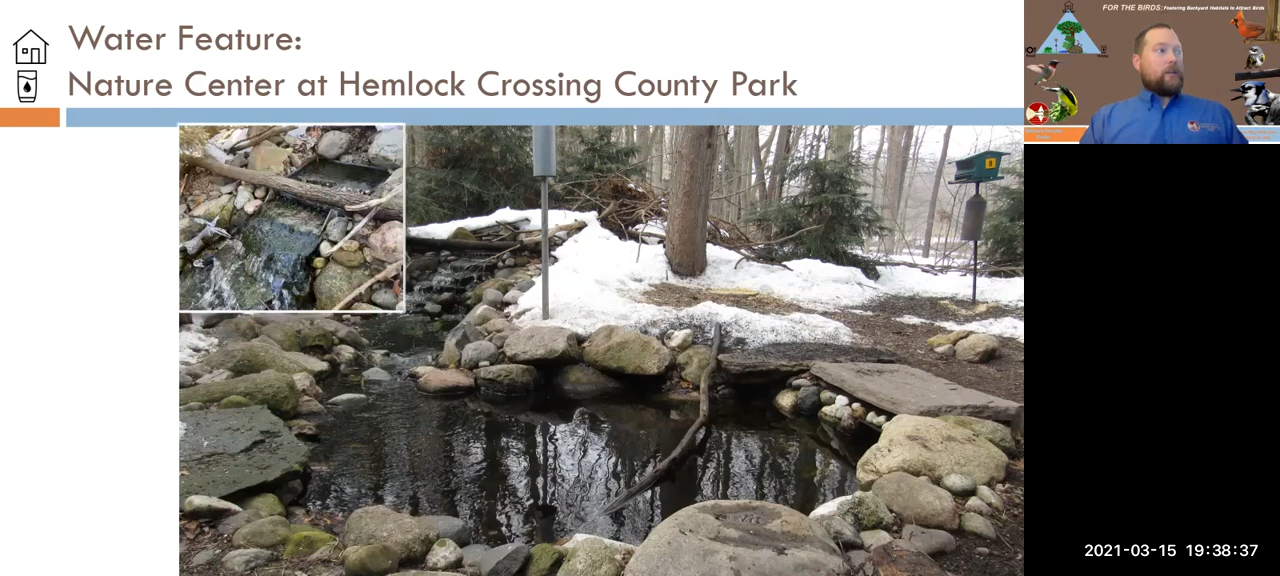 Water Feature:
Nature Center at Hemlock Crossing County Park
FOR THE BIRDS: Fostering Backyard Habitats to Attract Birds
8
2021-03-15 19:38:37